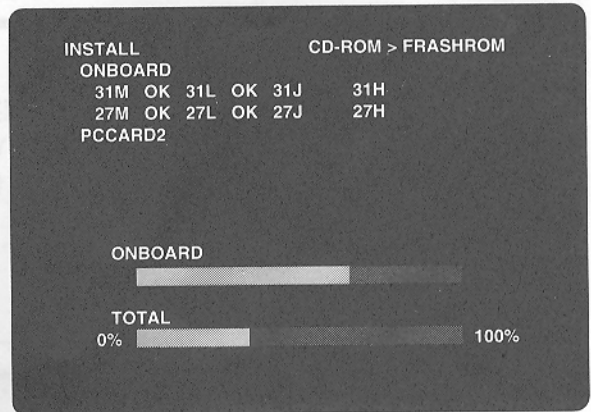 INSTALL CD-ROM > FRASHROM
ONBOARD
31M OK 31L OK 31J 31H
27M OK 27L OK 27J 27H
PCCARD2
ONBOARD
TOTAL
0% 100%